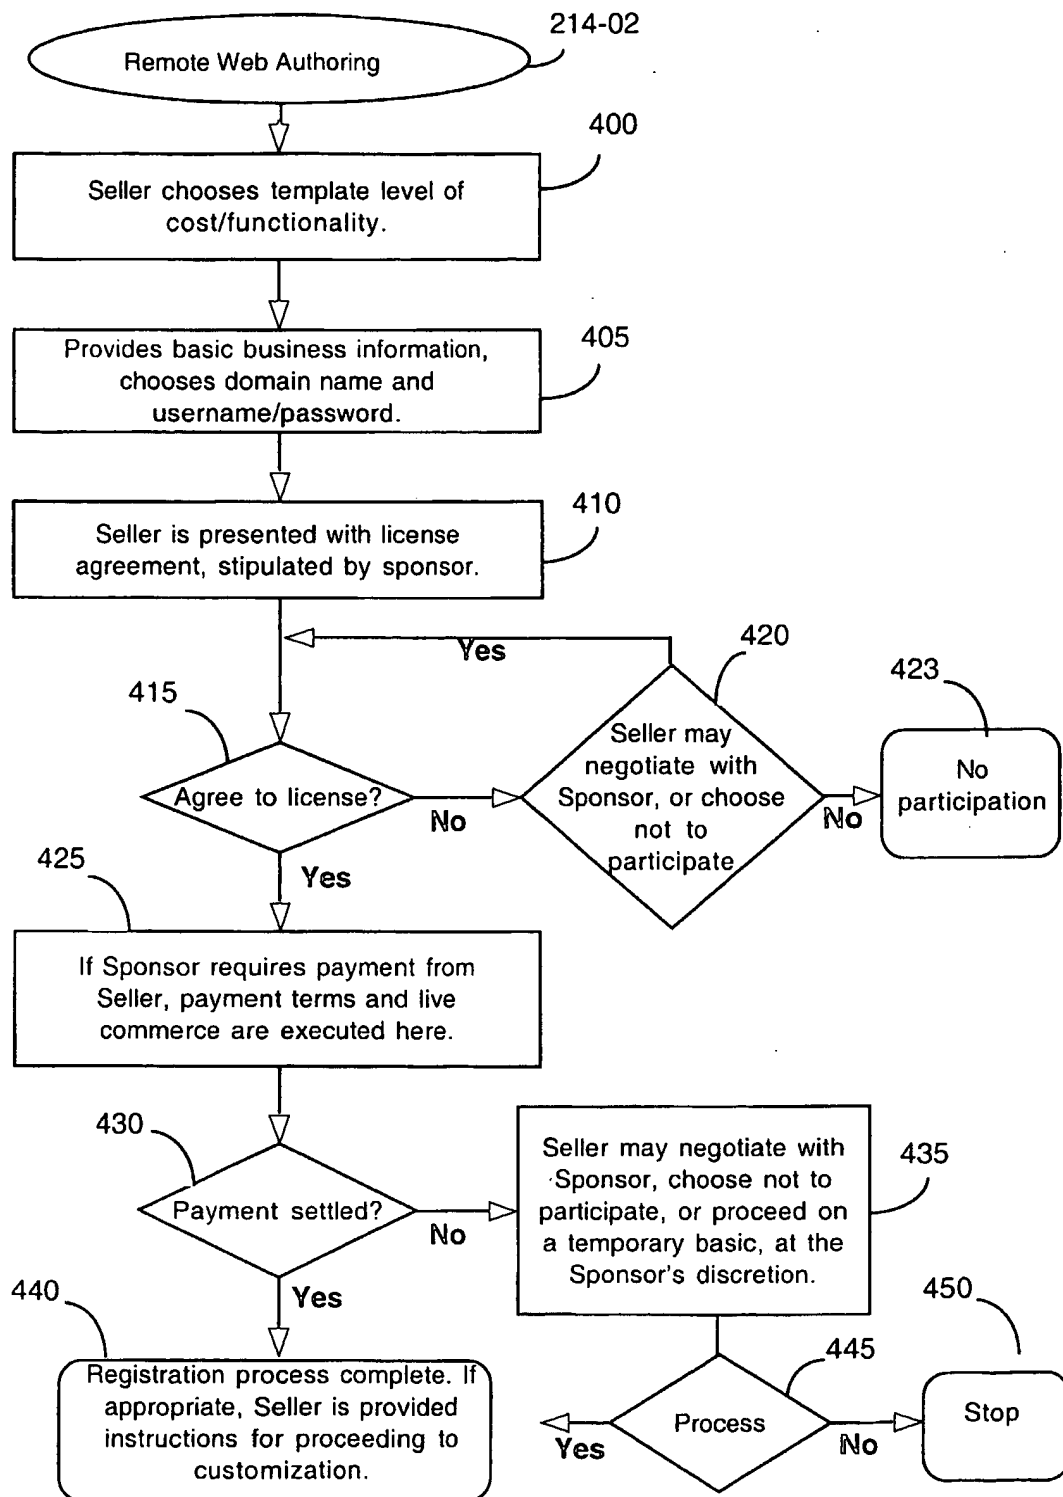 214-02
Remote Web Authoring
400
Seller chooses template level of
cost/functionality.
405
Provides basic business information,
chooses domain name and
username/password.
410
Seller is presented with license
agreement, stipulated by sponsor.
Yes
420
415
423
Agree to license?
No
Seller may
negotiate with
Sponsor, or choose
not to
participate
No
No
participation
425
Yes
If Sponsor requires payment from
Seller, payment terms and live
commerce are executed here.
430
Payment settled?
No
Seller may negotiate with
Sponsor, choose not to
participate, or proceed on
a temporary basic, at the
Sponsor's discretion.
435
440
Yes
Registration process complete. If
appropriate, Seller is provided
instructions for proceeding to
customization.
445
Process
Yes
No
450
Stop